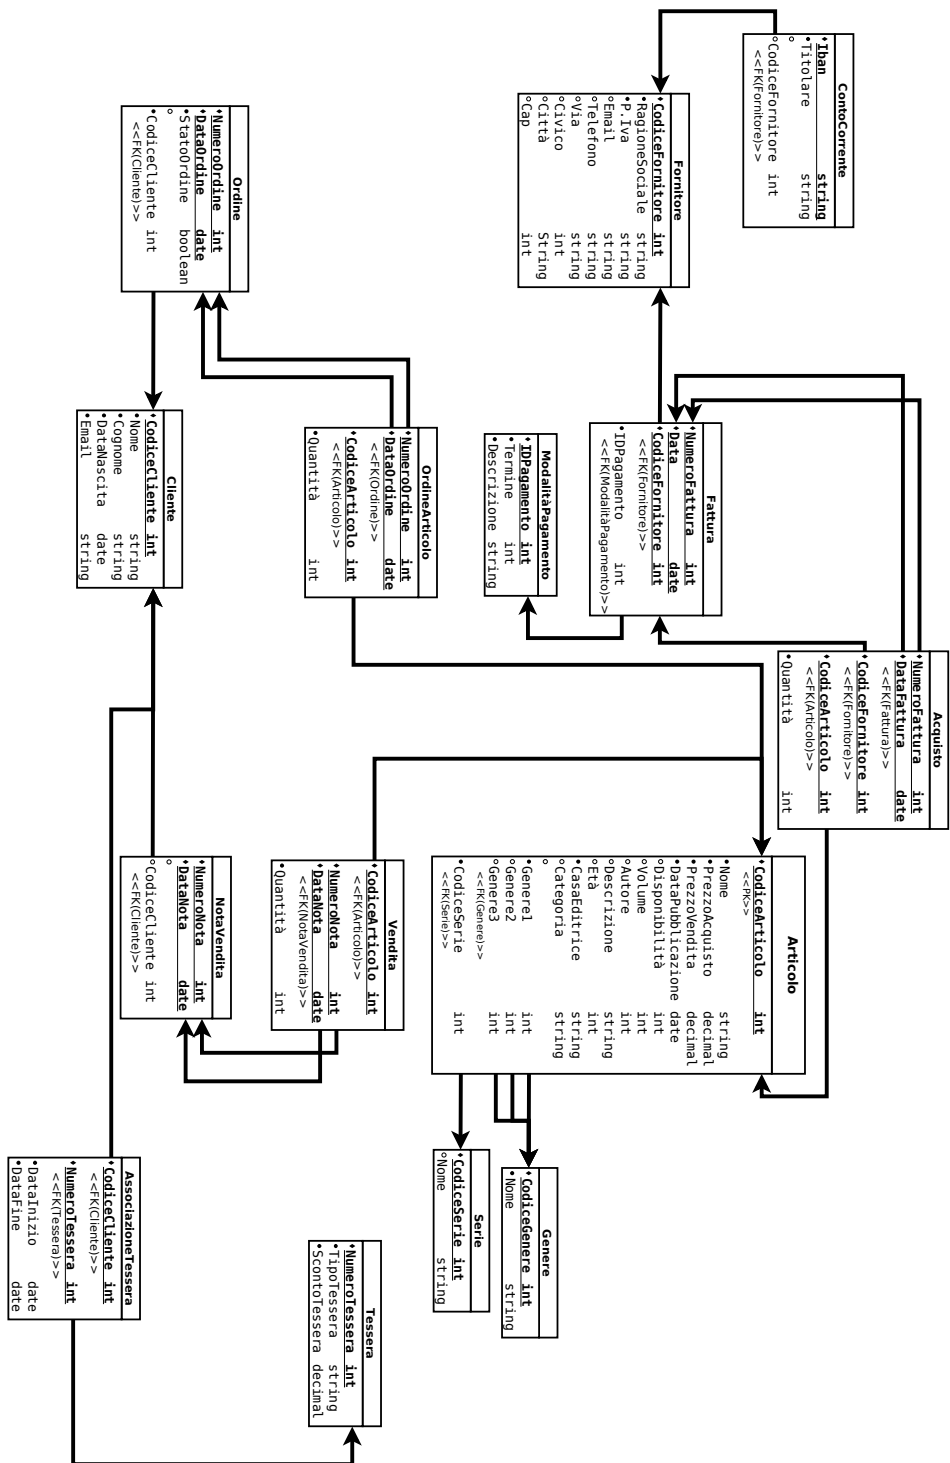 ContoCorrente
Iban string
Titolare string
CodiceFornitore int
<<FK(Fornitore)>>
Fornitore
CodiceFornitore int
RagioneSociale string
P.Iva string
Email string
Telefono string
Via string
Civico int
Città String
Cap int
Ordine
NumeroOrdine int
DataOrdine date
StatoOrdine boolean
CodiceCliente int
<<FK(Cliente)>>
Fattura
NumeroFattura int
Data date
CodiceFornitore int
<<FK(Fornitore)>>
IDPagamento int
<<FK(ModalitàPagamento)>>
ModalitàPagamento
IDPagamento int
Termine int
Descrizione string
OrdineArticolo
NumeroOrdine int
DataOrdine date
<<FK(Ordine)>>
CodiceArticolo int
<<FK(Articolo)>>
Quantità int
Cliente
CodiceCliente int
Nome string
Cognome string
DataNascita date
Email string
Acquisto
NumeroFattura int
DataFattura date
<<FK(Fattura)>>
CodiceFornitore int
<<FK(Fornitore)>>
CodiceArticolo int
<<FK(Articolo)>>
Quantità int
Articolo
CodiceArticolo int
<<PK>>
Nome string
PrezzoAcquisto decimal
PrezzoVendita decimal
DataPubblicazione date
Disponibilità int
Volume int
Autore int
Descrizione string
Età int
CasaEditrice string
Categoria string
Genere1 int
Genere2 int
Genere3 int
<<FK(Genere)>>
CodiceSerie int
<<FK(Serie)>>
Vendita
CodiceArticolo int
<<FK(Articolo)>>
NumeroNota int
DataNota date
<<FK(NotaVendita)>>
Quantità int
NotaVendita
NumeroNota int
DataNota date
CodiceCliente int
<<FK(Cliente)>>
Genere
CodiceGenere int
Nome string
Serie
CodiceSerie int
Nome string
Tessera
NumeroTessera int
TipoTessera string
ScontoTessera decimal
AssociazioneTessera
CodiceCliente int
<<FK(Cliente)>>
NumeroTessera int
<<FK(Tessera)>>
DataInizio date
DataFine date